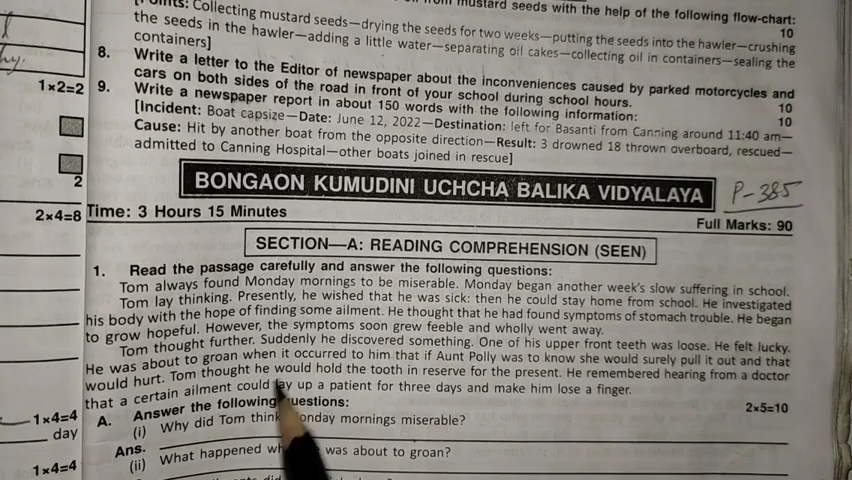 [Points: Collecting mustard seeds—drying the seeds for two weeks—putting the seeds into the hawler—crushing
mustard seeds with the help of the following flow-chart:
10
the seeds in the hawler—adding a little water—separating oil cakes—collecting oil in containers—sealing the
containers]
8. Write a letter to the Editor of newspaper about the inconveniences caused by parked motorcycles and
cars on both sides of the road in front of your school during school hours. 10
9. Write a newspaper report in about 150 words with the following information: 10
[Incident: Boat capsize—Date: June 12, 2022—Destination: left for Basanti from Canning around 11:40 am—
Cause: Hit by another boat from the opposite direction—Result: 3 drowned 18 thrown overboard, rescued—
admitted to Canning Hospital—other boats joined in rescue]
1×2=2
2
BONGAON KUMUDINI UCHCHA BALIKA VIDYALAYA
P-385
2×4=8
Time: 3 Hours 15 Minutes
Full Marks: 90
SECTION—A: READING COMPREHENSION (SEEN)
1. Read the passage carefully and answer the following questions:
Tom always found Monday mornings to be miserable. Monday began another week's slow suffering in school.
Tom lay thinking. Presently, he wished that he was sick: then he could stay home from school. He investigated
his body with the hope of finding some ailment. He thought that he had found symptoms of stomach trouble. He began
to grow hopeful. However, the symptoms soon grew feeble and wholly went away.
Tom thought further. Suddenly he discovered something. One of his upper front teeth was loose. He felt lucky.
He was about to groan when it occurred to him that if Aunt Polly was to know she would surely pull it out and that
would hurt. Tom thought he would hold the tooth in reserve for the present. He remembered hearing from a doctor
that a certain ailment could lay up a patient for three days and make him lose a finger.
A. Answer the following questions: 2×5=10
(i) Why did Tom think Monday mornings miserable?
Ans.
(ii) What happened was about to groan?
1×4=4
day
1×4=4